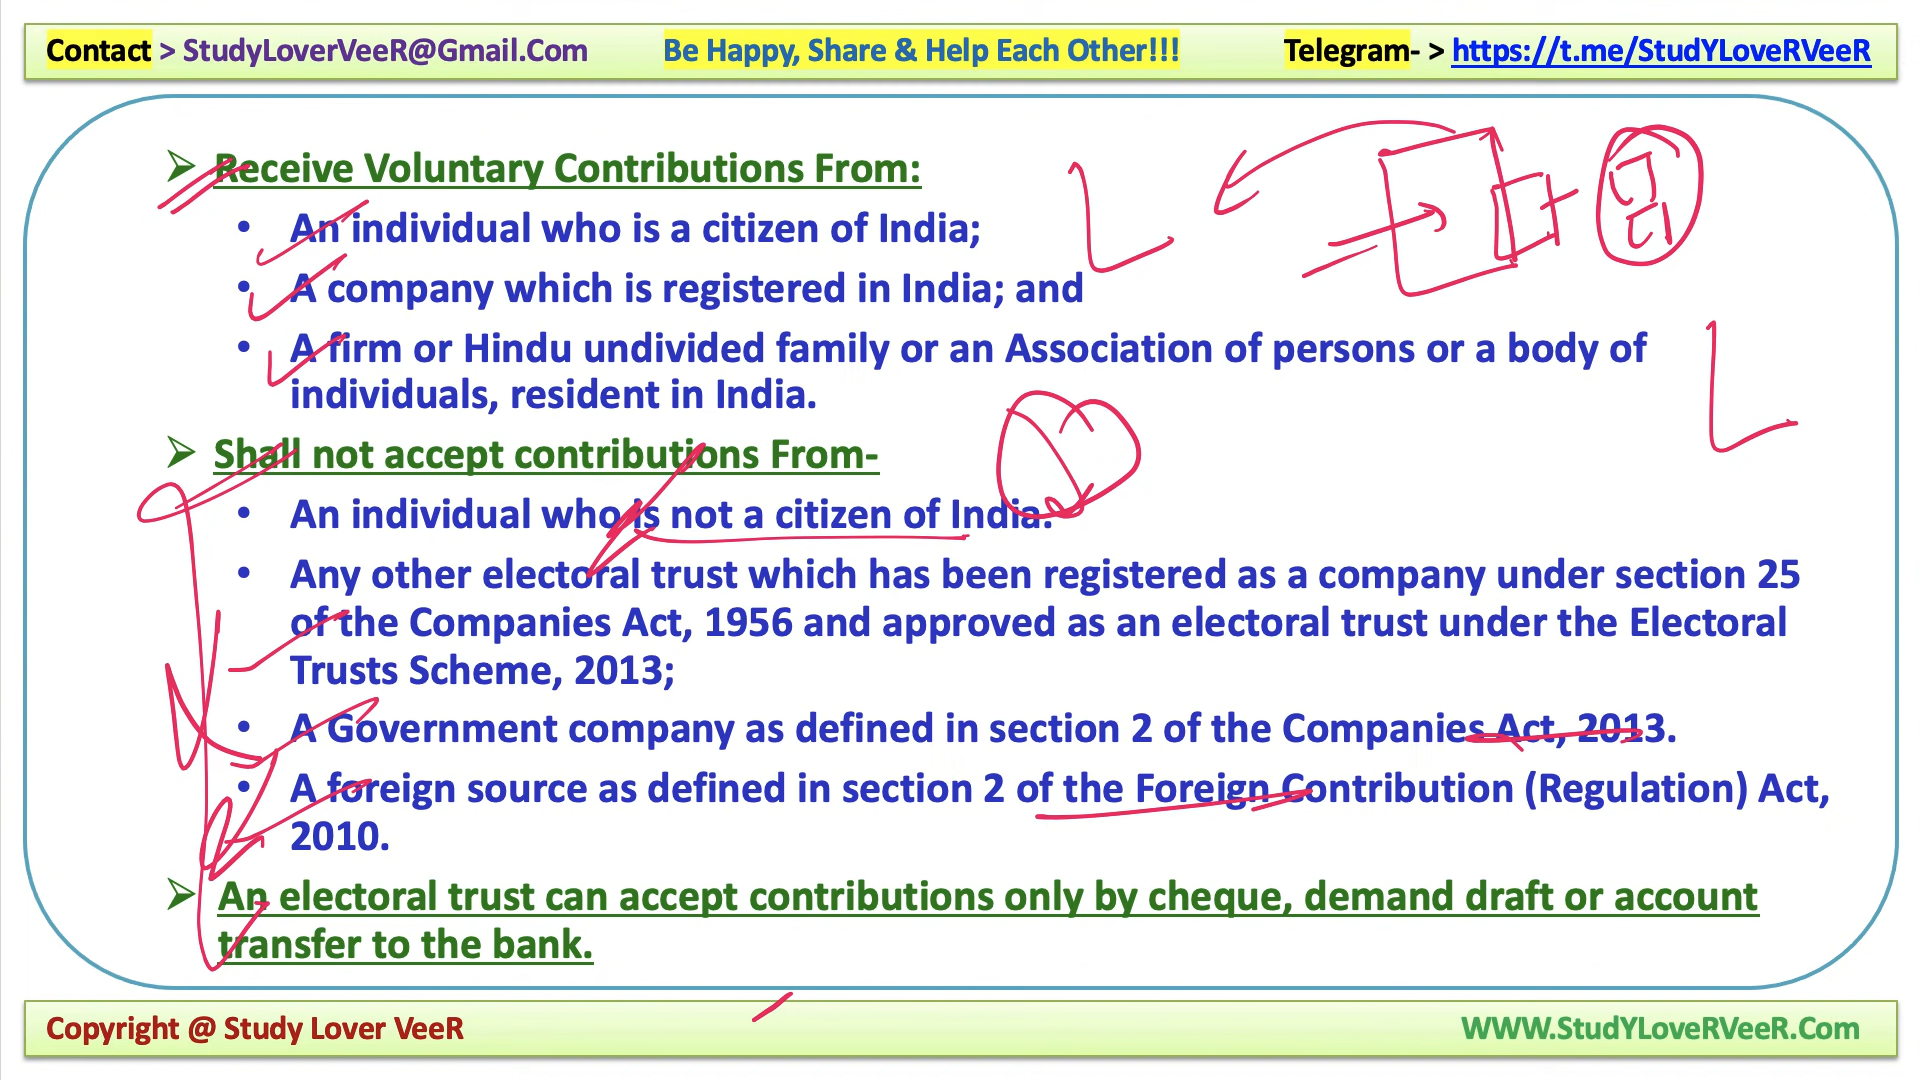 Contact > StudyLoverVeeR@Gmail.Com Be Happy, Share & Help Each Other!!! Telegram- > https://t.me/StudYLoveRVeeR
➢ Receive Voluntary Contributions From:
• An individual who is a citizen of India;
• A company which is registered in India; and
• A firm or Hindu undivided family or an Association of persons or a body of
individuals, resident in India.
➢ Shall not accept contributions From-
• An individual who is not a citizen of India.
• Any other electoral trust which has been registered as a company under section 25
of the Companies Act, 1956 and approved as an electoral trust under the Electoral
Trusts Scheme, 2013;
• A Government company as defined in section 2 of the Companies Act, 2013.
• A foreign source as defined in section 2 of the Foreign Contribution (Regulation) Act,
2010.
➢ An electoral trust can accept contributions only by cheque, demand draft or account
transfer to the bank.
Copyright @ Study Lover VeeR WWW.StudYLoveRVeeR.Com